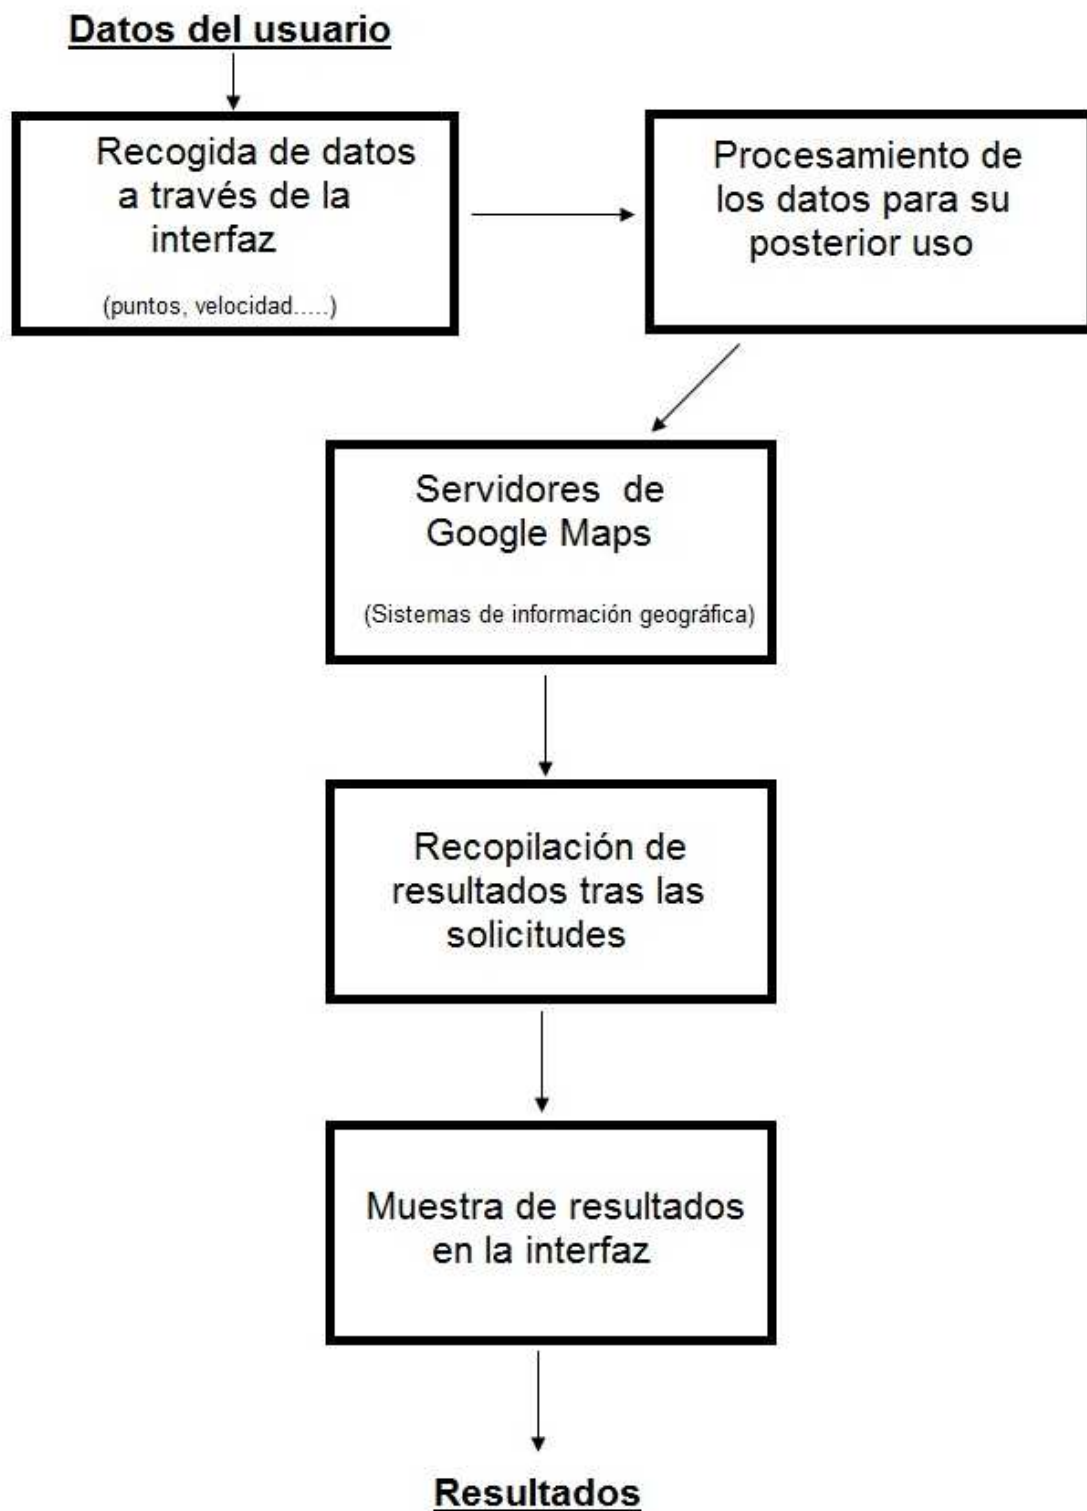 Datos del usuario
Recogida de datos
a través de la
interfaz
(puntos, velocidad.....)
Procesamiento de
los datos para su
posterior uso
Servidores de
Google Maps
(Sistemas de información geográfica)
Recopilación de
resultados tras las
solicitudes
Muestra de resultados
en la interfaz
Resultados